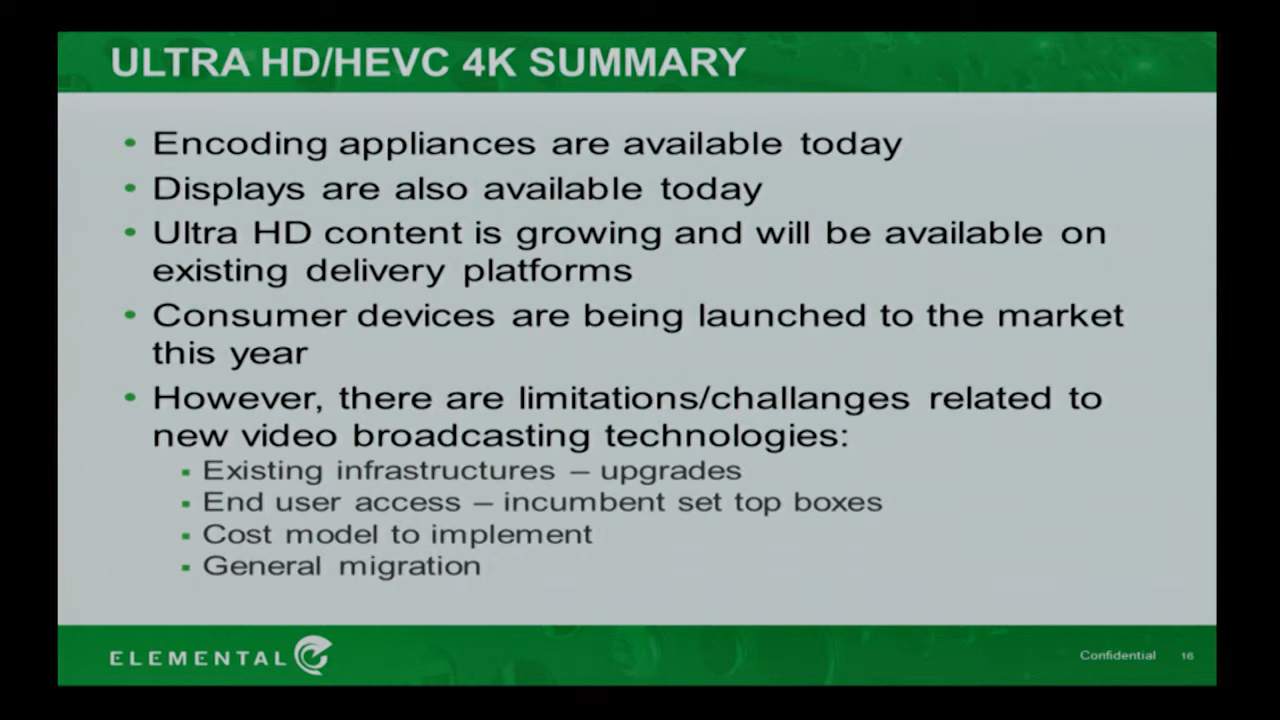 ULTRA HD/HEVC 4K SUMMARY
• Encoding appliances are available today
• Displays are also available today
• Ultra HD content is growing and will be available on
existing delivery platforms
• Consumer devices are being launched to the market
this year
• However, there are limitations/challanges related to
new video broadcasting technologies:
▪ Existing infrastructures – upgrades
▪ End user access – incumbent set top boxes
▪ Cost model to implement
▪ General migration
ELEMENTAL
Confidential 16